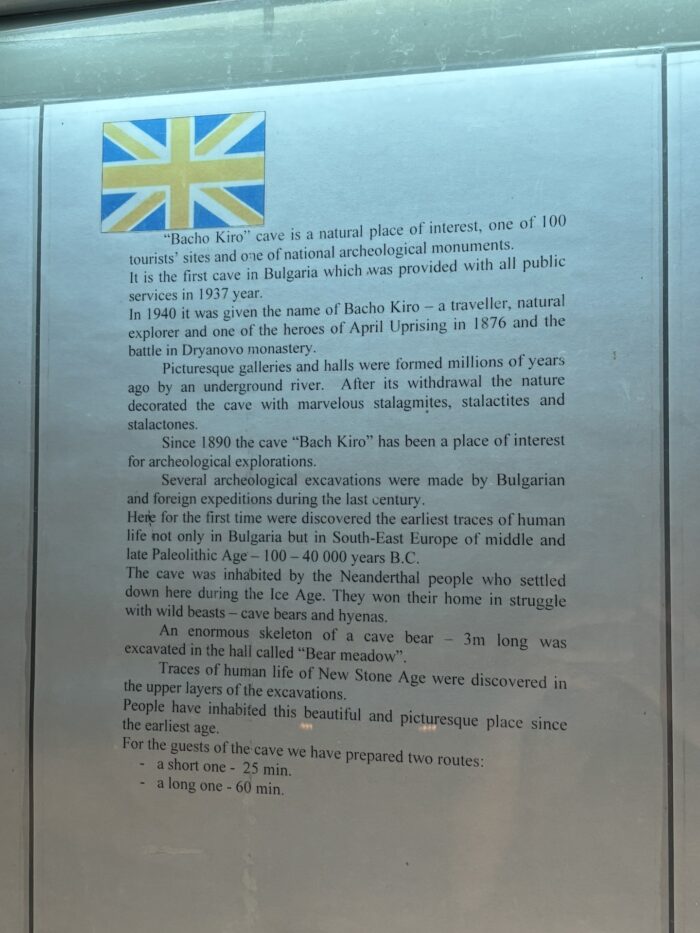 "Bacho Kiro" cave is a natural place of interest, one of 100
tourists' sites and one of national archeological monuments.
It is the first cave in Bulgaria which was provided with all public
services in 1937 year.
In 1940 it was given the name of Bacho Kiro – a traveller, natural
explorer and one of the heroes of April Uprising in 1876 and the
battle in Dryanovo monastery.
Picturesque galleries and halls were formed millions of years
ago by an underground river. After its withdrawal the nature
decorated the cave with marvelous stalagmites, stalactites and
stalactones.
Since 1890 the cave "Bach Kiro" has been a place of interest
for archeological explorations.
Several archeological excavations were made by Bulgarian
and foreign expeditions during the last century.
Here for the first time were discovered the earliest traces of human
life not only in Bulgaria but in South-East Europe of middle and
late Paleolithic Age – 100 – 40 000 years B.C.
The cave was inhabited by the Neanderthal people who settled
down here during the Ice Age. They won their home in struggle
with wild beasts – cave bears and hyenas.
An enormous skeleton of a cave bear – 3m long was
excavated in the hall called "Bear meadow".
Traces of human life of New Stone Age were discovered in
the upper layers of the excavations.
People have inhabited this beautiful and picturesque place since
the earliest age.
For the guests of the cave we have prepared two routes:
- a short one - 25 min.
- a long one - 60 min.